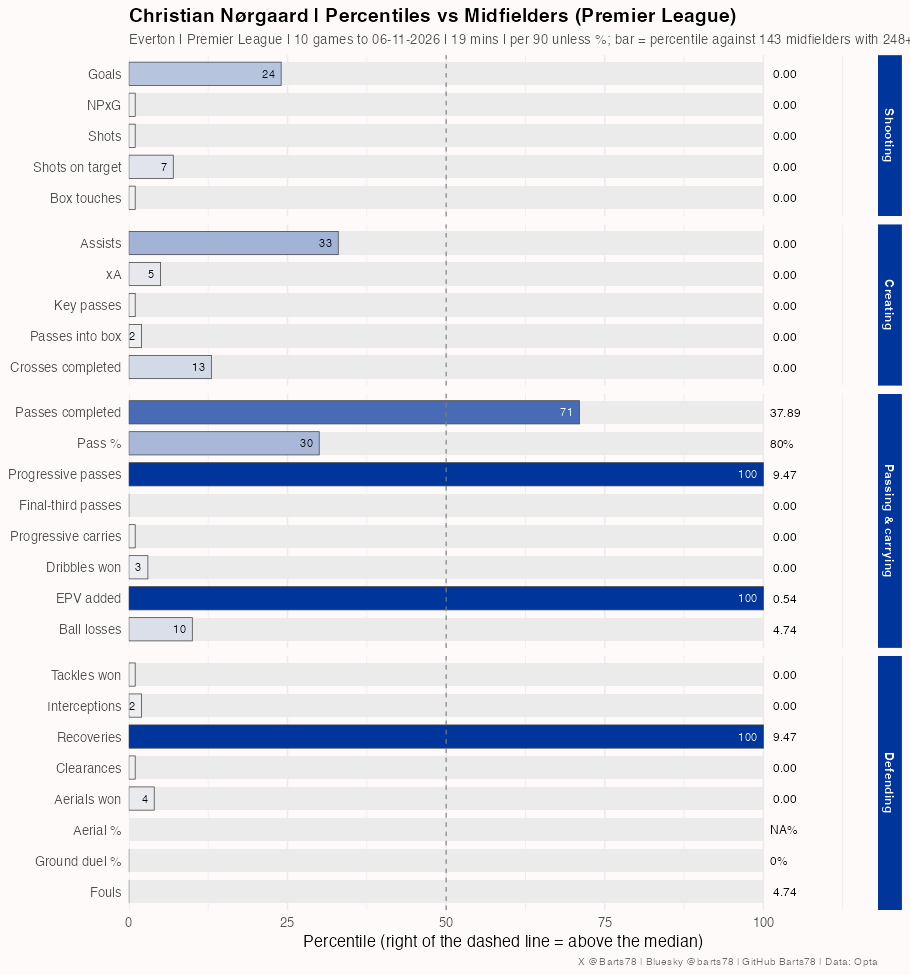 Christian Nørgaard | Percentiles vs Midfielders (Premier League)
Everton | Premier League | 10 games to 06-11-2026 | 19 mins | per 90 unless %; bar = percentile against 143 midfielders with 248+
Goals 24 0.00
NPxG 0.00
Shots 0.00
Shots on target 7 0.00
Box touches 0.00
Shooting
Assists 33 0.00
xA 5 0.00
Key passes 0.00
Passes into box 2 0.00
Crosses completed 13 0.00
Creating
Passes completed 71 37.89
Pass % 30 80%
Progressive passes 100 9.47
Final-third passes 0.00
Progressive carries 0.00
Dribbles won 3 0.00
EPV added 100 0.54
Ball losses 10 4.74
Passing & carrying
Tackles won 0.00
Interceptions 2 0.00
Recoveries 100 9.47
Clearances 0.00
Aerials won 4 0.00
Aerial % NA%
Ground duel % 0%
Fouls 4.74
Defending
0 25 50 75 100
Percentile (right of the dashed line = above the median)
X @Barts78 | Bluesky @barts78 | GitHub Barts78 | Data: Opta